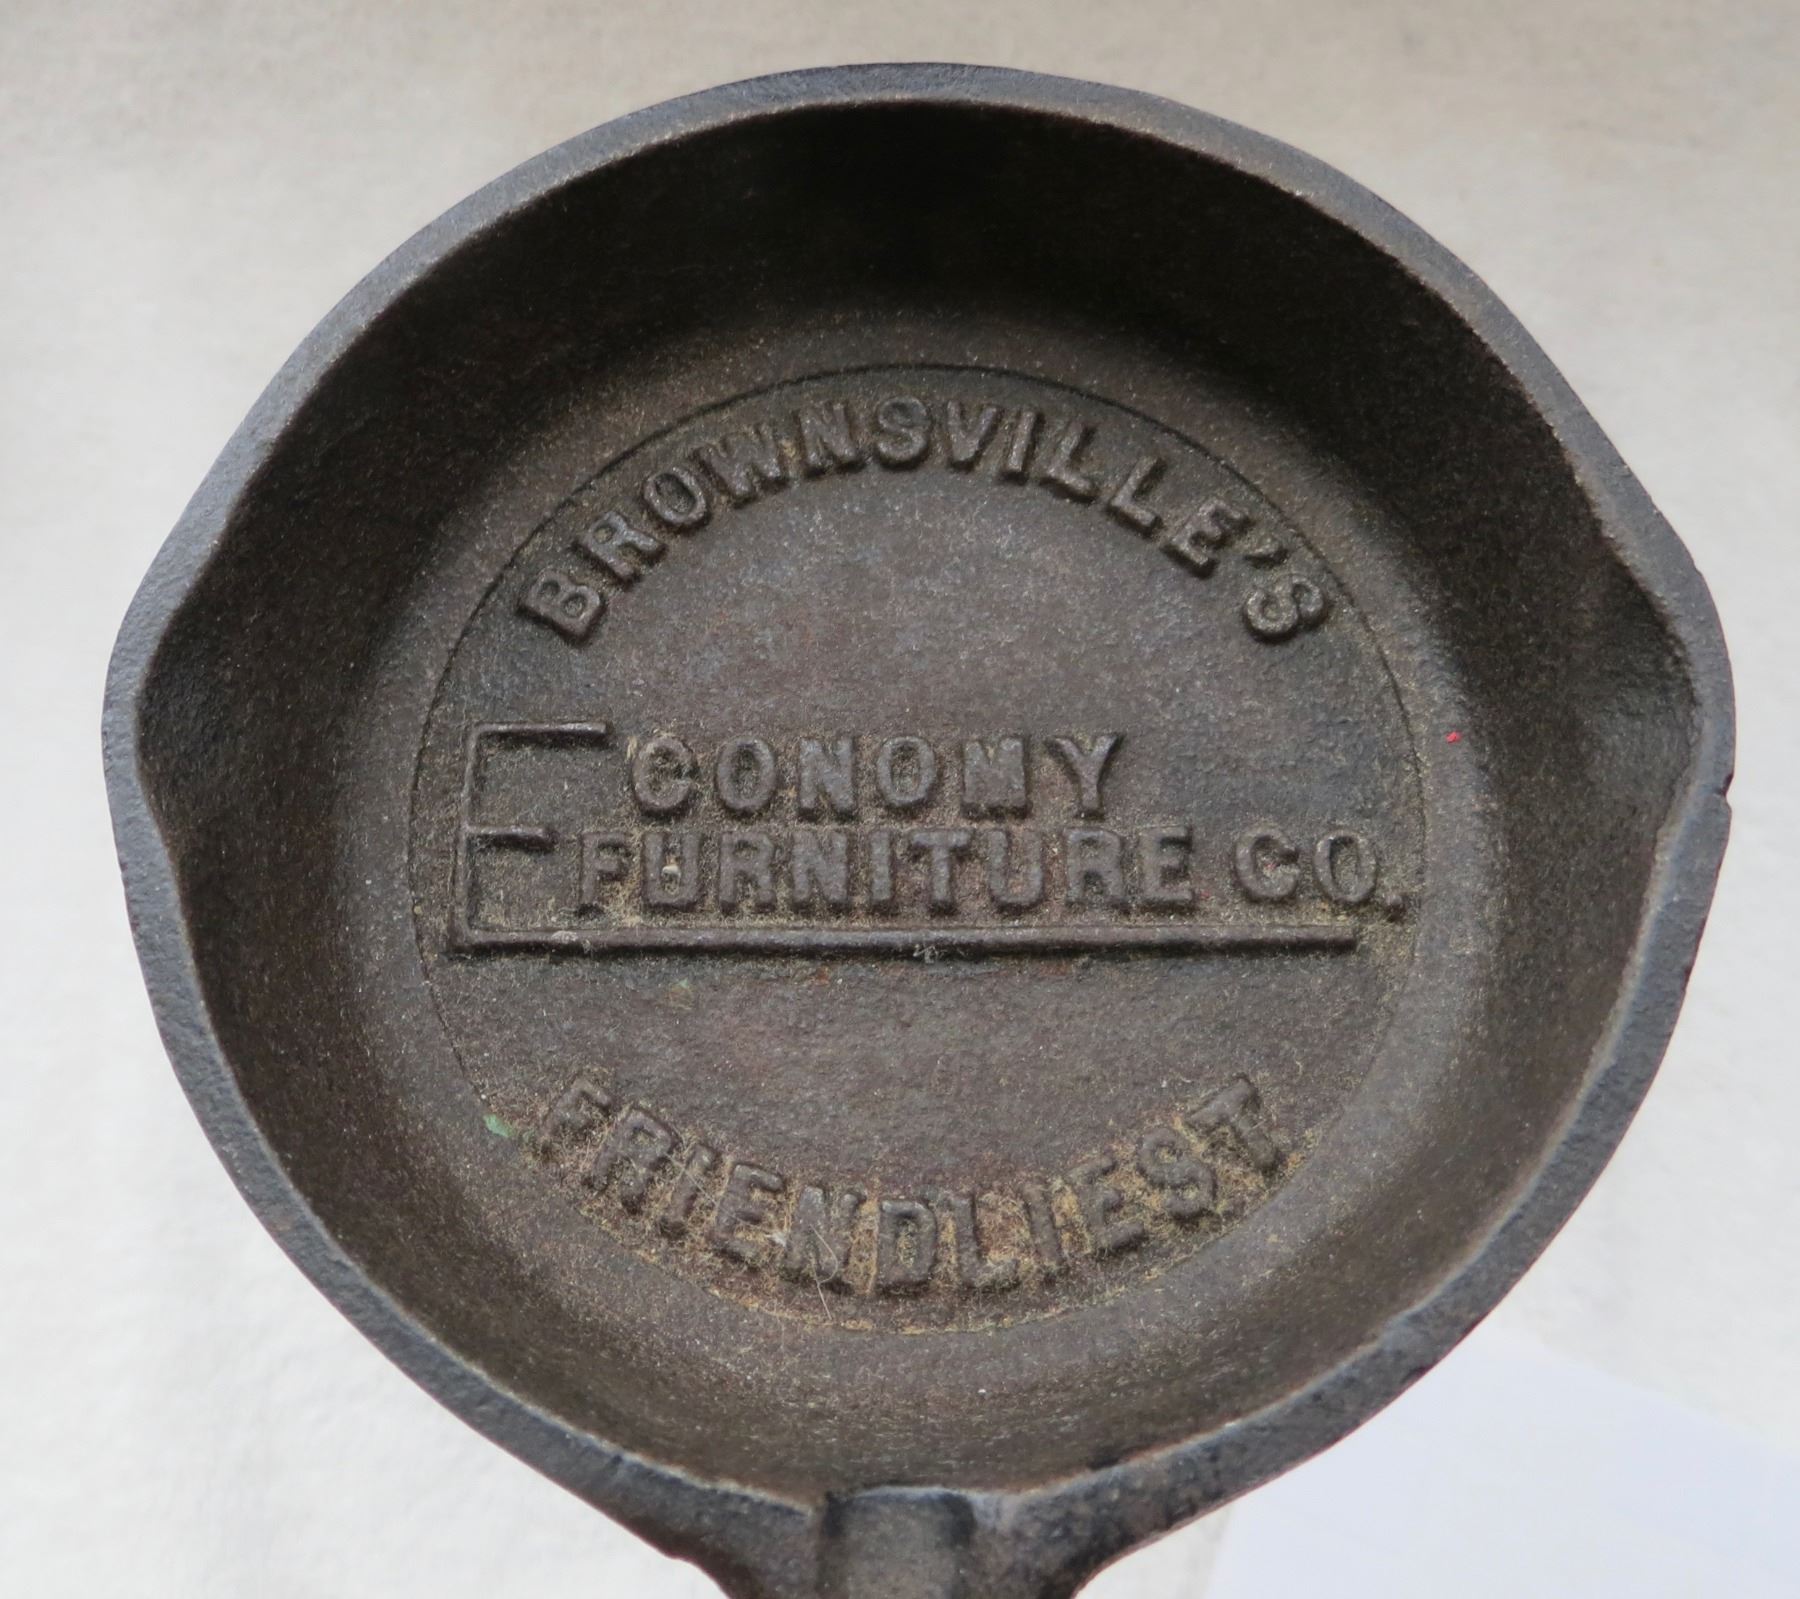 BROWNSVILLE'S
ECONOMY
FURNITURE CO.
FRIENDLIEST